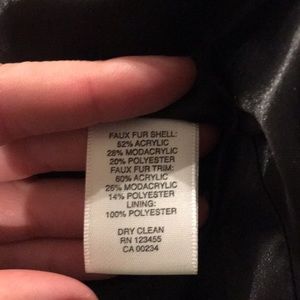 FAUX FUR SHELL:
52% ACRYLIC
28% MODACRYLIC
20% POLYESTER
FAUX FUR TRIM:
60% ACRYLIC
26% MODACRYLIC
14% POLYESTER
LINING:
100% POLYESTER
DRY CLEAN
RN 123455
CA 00234